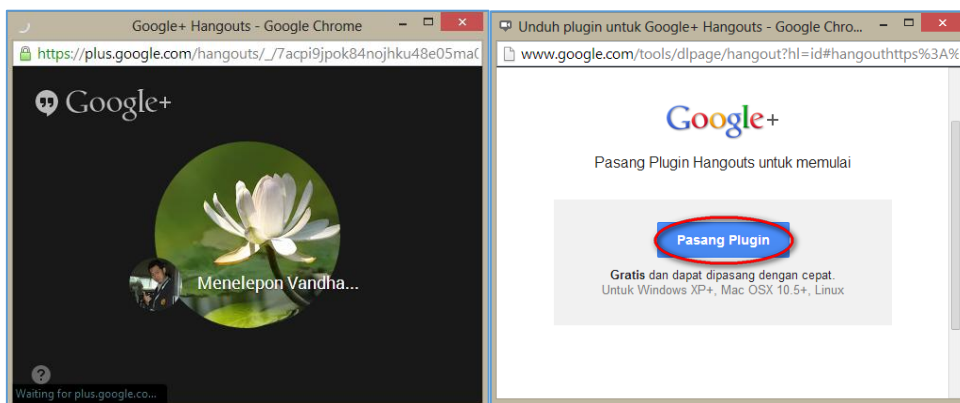 Google+ Hangouts - Google Chrome
https://plus.google.com/hangouts/_/7acpi9jpok84nojhku48e05ma
Google+
Menelepon Vandha...
?
Waiting for plus.google.co...
Unduh plugin untuk Google+ Hangouts - Google Chro...
www.google.com/tools/dlpage/hangout?hl=id#hangouthttps%3A%
Google+
Pasang Plugin Hangouts untuk memulai
Pasang Plugin
Gratis dan dapat dipasang dengan cepat.
Untuk Windows XP+, Mac OSX 10.5+, Linux